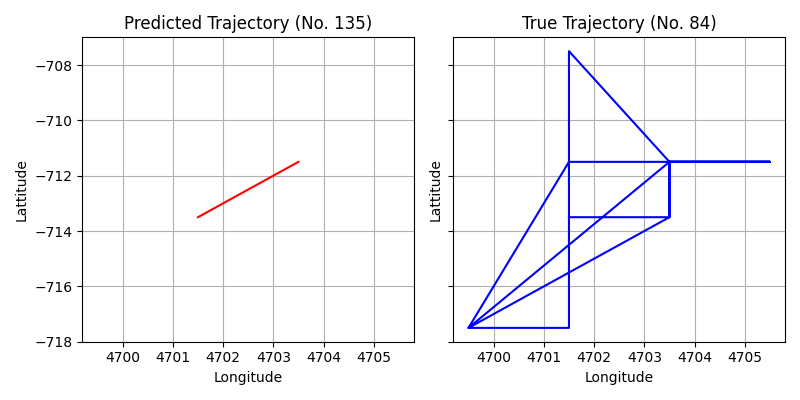 Predicted Trajectory (No. 135)
True Trajectory (No. 84)
Lattitude
−708
−710
−712
−714
−716
−718
4700 4701 4702 4703 4704 4705
Longitude
Lattitude
4700 4701 4702 4703 4704 4705
Longitude